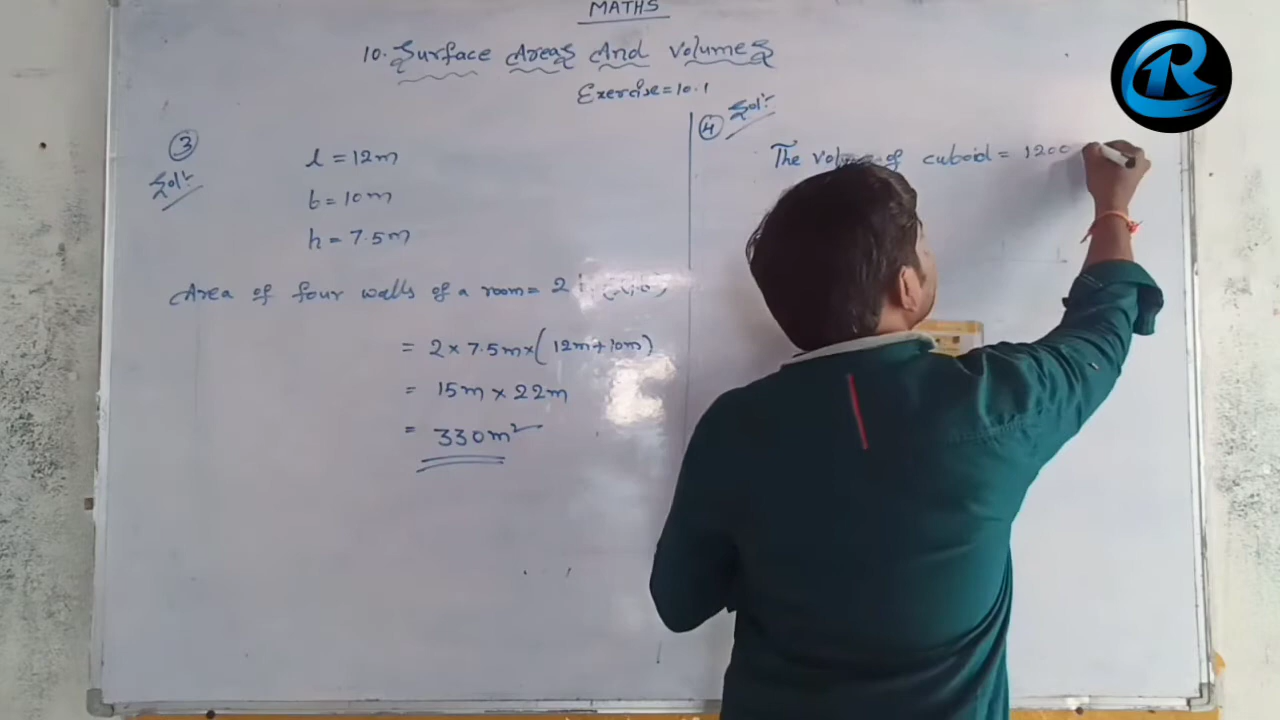 MATHS
10. Surface Areas And Volumes
Exercise = 10.1
3
Sol:
l = 12m
b = 10m
h = 7.5m
Area of four walls of a room = 2 h (l+b)
= 2 × 7.5m × (12m + 10m)
= 15m × 22m
= 330m²
4 Sol:
The volume of cuboid = 1200
R